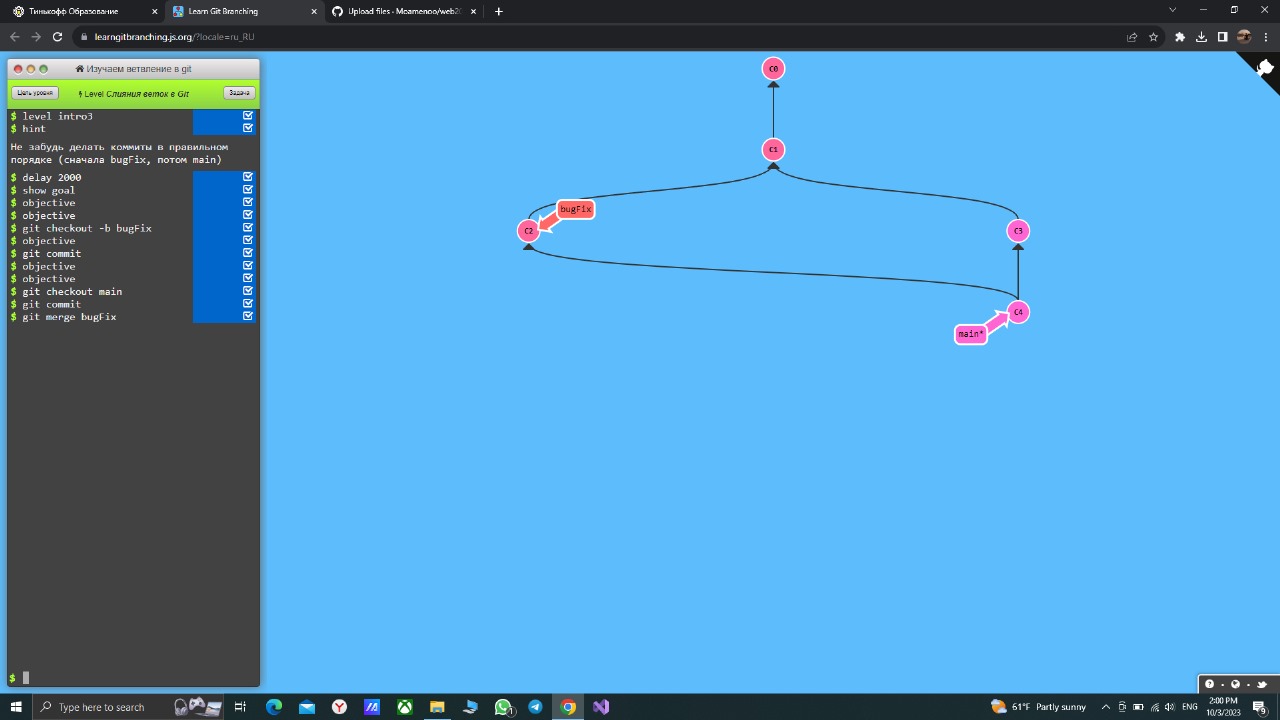 Тинькофф Образование
Learn Git Branching
Upload files · Moamenoo/web2
learngitbranching.js.org/?locale=ru_RU
Изучаем ветвление в git
Цель уровня
Level Слияния веток в Git
Задача
$ level intro3
$ hint
Не забудь делать коммиты в правильном
порядке (сначала bugFix, потом main)
$ delay 2000
$ show goal
$ objective
$ objective
$ git checkout -b bugFix
$ objective
$ git commit
$ objective
$ objective
$ git checkout main
$ git commit
$ git merge bugFix
$
C0
C1
bugFix
C2
C3
C4
main*
Type here to search
61°F Partly sunny
ENG
2:00 PM
10/3/2023